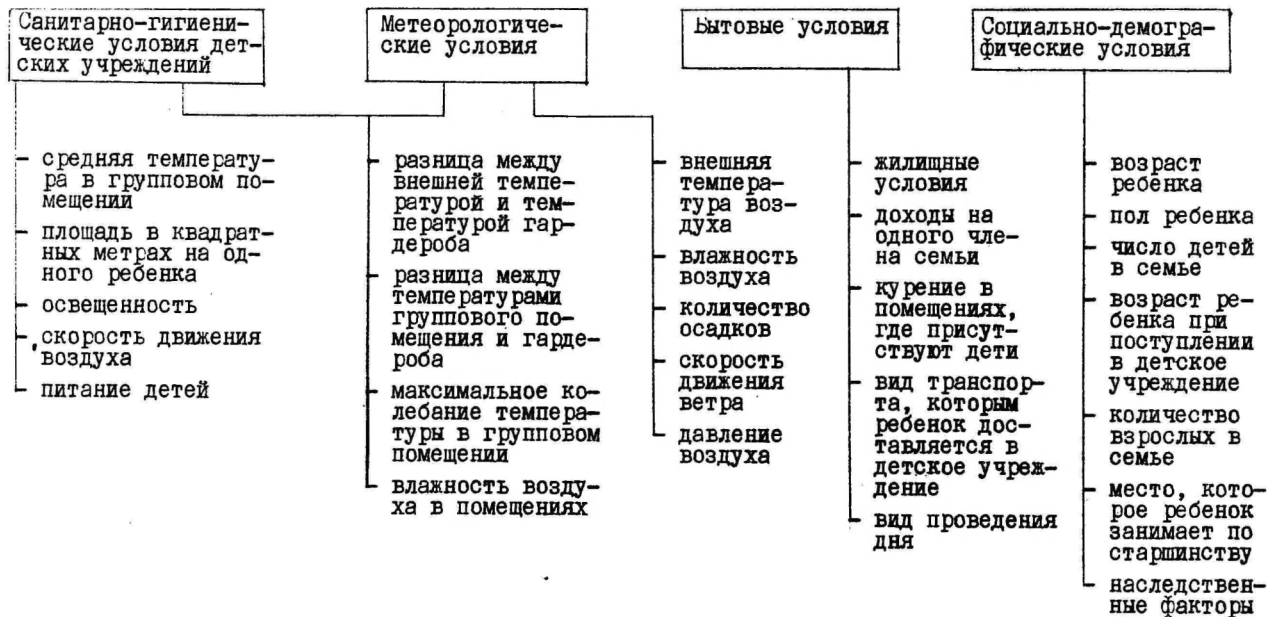 Санитарно-гигиени-
ческие условия дет-
ских учреждений
Метеорологиче-
ские условия
Бытовые условия
Социально-демогра-
фические условия
– средняя температу-
ра в групповом по-
мещении
– площадь в квадрат-
ных метрах на од-
ного ребенка
– освещенность
– скорость движения
воздуха
– питание детей
– разница между
внешней темпе-
ратурой и тем-
пературой гар-
дероба
– разница между
температурами
группового по-
мещения и гарде-
роба
– максимальное ко-
лебание темпера-
туры в групповом
помещении
– влажность возду-
ха в помещениях
– внешняя
темпера-
тура воз-
духа
– влажность
воздуха
– количество
осадков
– скорость
движения
ветра
– давление
воздуха
– жилищные
условия
– доходы на
одного чле-
на семьи
– курение в
помещениях,
где присут-
ствуют дети
– вид транспор-
та, которым
ребенок дос-
тавляется в
детское учреж-
дение
– вид проведения
дня
– возраст
ребенка
– пол ребенка
– число детей
в семье
– возраст ре-
бенка при
поступлении
в детское
учреждение
– количество
взрослых в
семье
– место, кото-
рое ребенок
занимает по
старшинству
– наследствен-
ные факторы